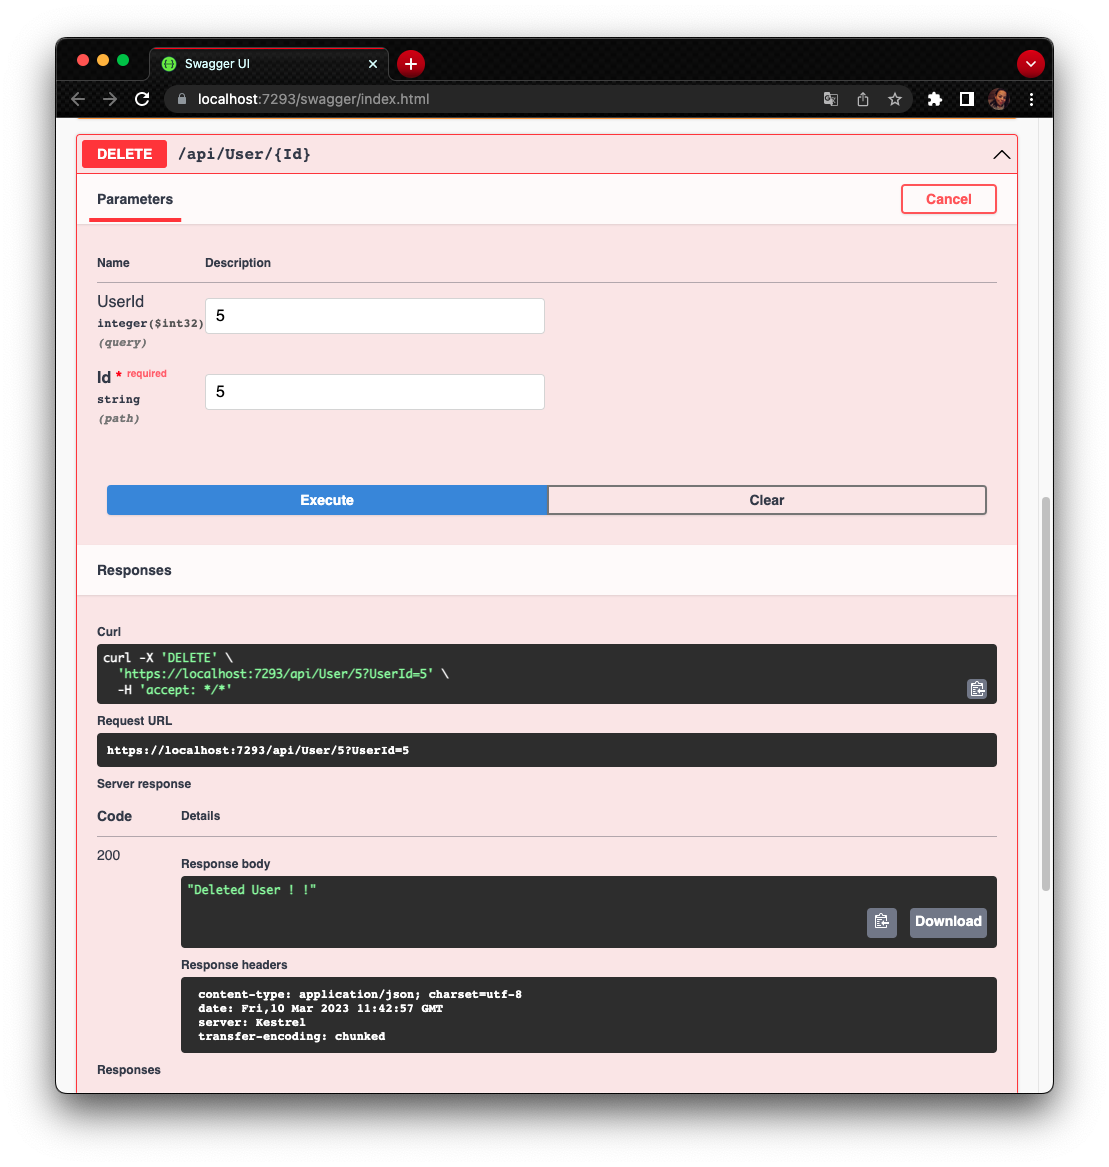 Swagger UI
localhost:7293/swagger/index.html
DELETE /api/User/{Id}
Parameters
Cancel
Name Description
UserId
integer($int32)
(query)
5
Id * required
string
(path)
5
Execute
Clear
Responses
Curl
curl -X 'DELETE' \
'https://localhost:7293/api/User/5?UserId=5' \
-H 'accept: */*'
Request URL
https://localhost:7293/api/User/5?UserId=5
Server response
Code Details
200
Response body
"Deleted User ! !"
Download
Response headers
content-type: application/json; charset=utf-8
date: Fri,10 Mar 2023 11:42:57 GMT
server: Kestrel
transfer-encoding: chunked
Responses